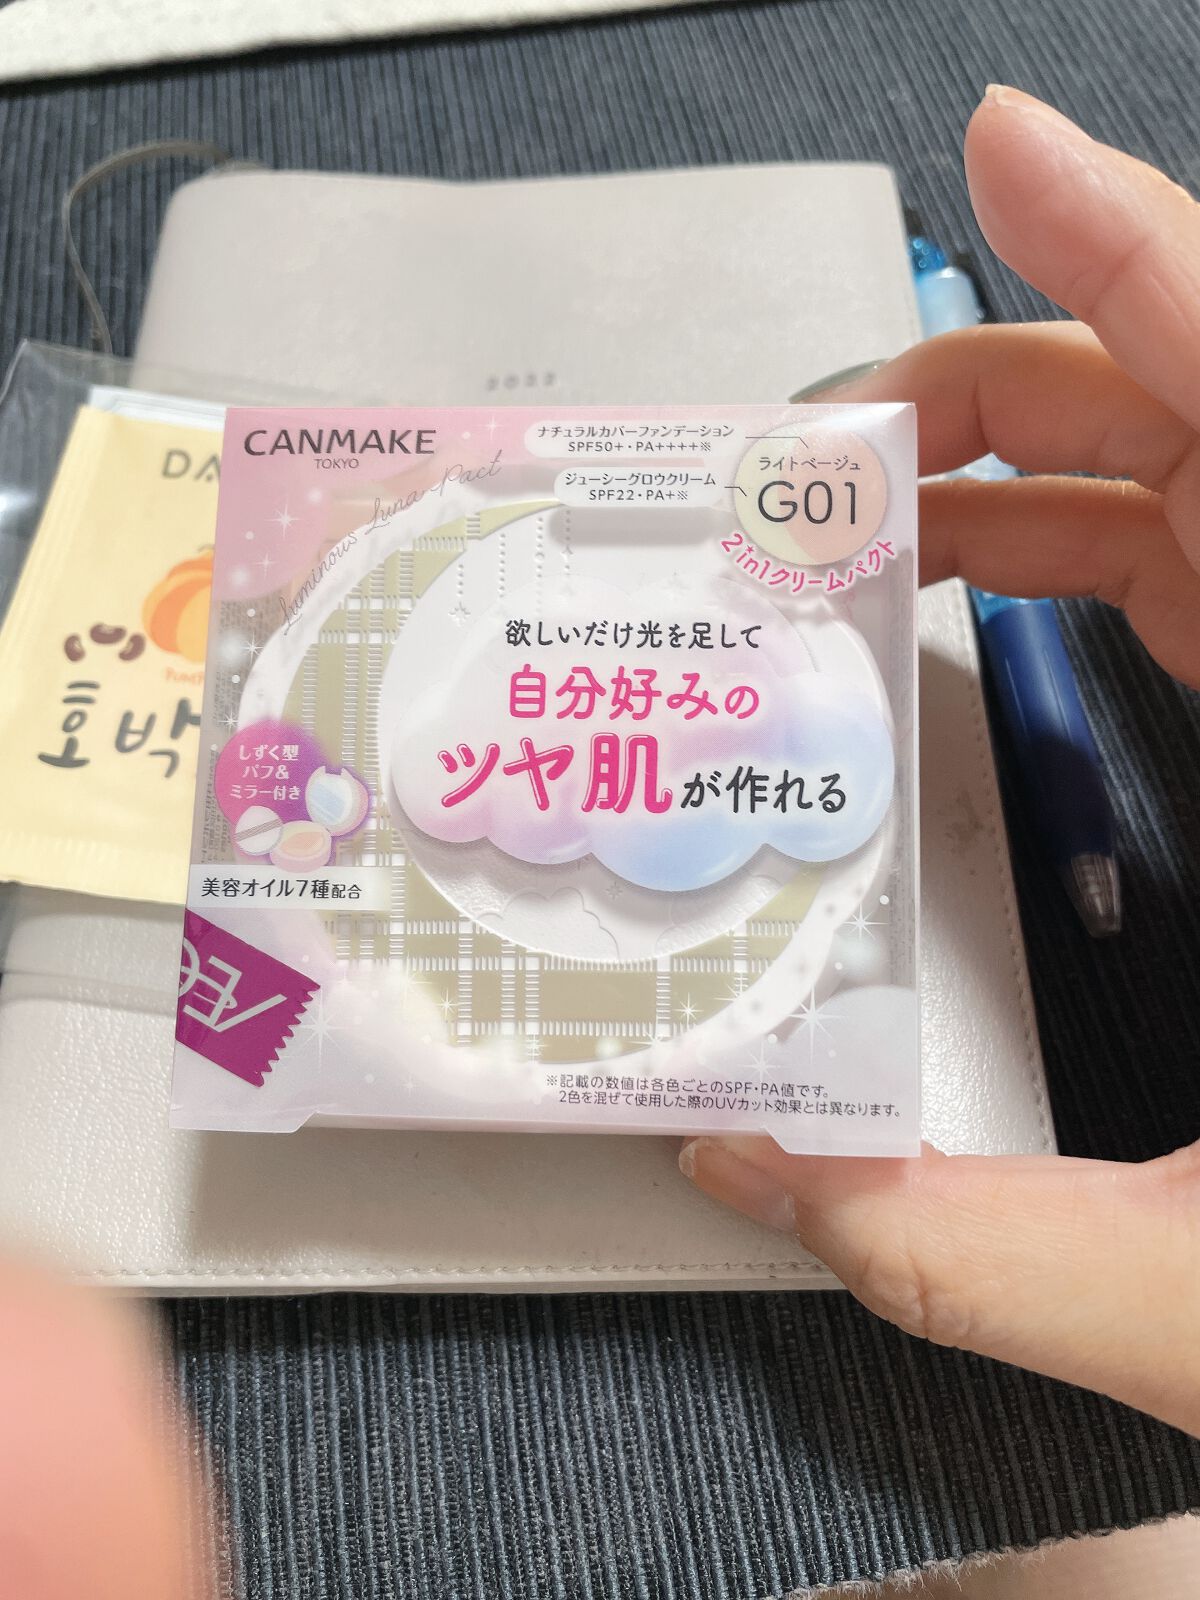 2022
CANMAKE
TOKYO
Luminous Lunar Pact
ナチュラルカバーファンデーション
SPF50+・PA++++※
ジューシーグロウクリーム
SPF22・PA+※
ライトベージュ
G01
2in1クリームパクト
欲しいだけ光を足して
自分好みの
ツヤ肌が作れる
しずく型
パフ&
ミラー付き
美容オイル7種配合
※記載の数値は各色ごとのSPF・PA値です。
2色を混ぜて使用した際のUVカット効果とは異なります。
DA
PUMP
호박